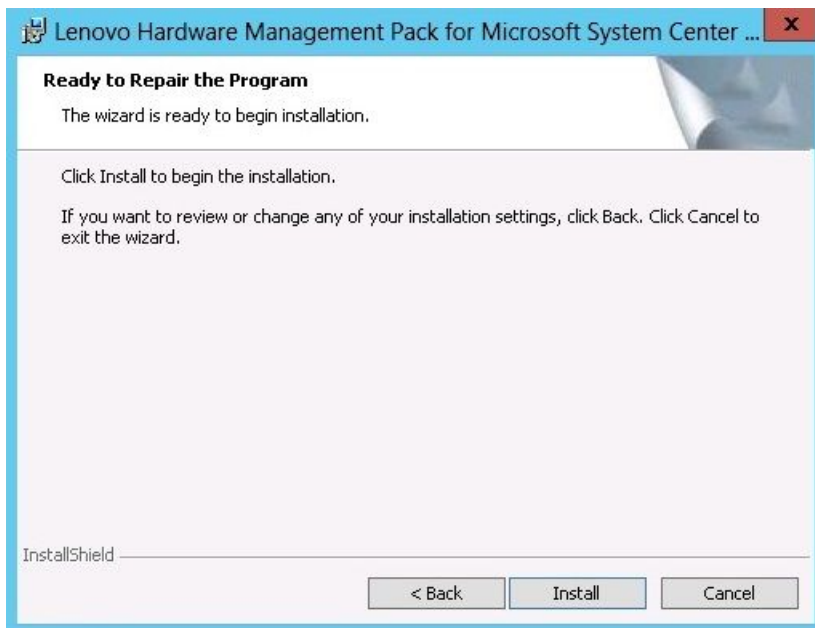 Lenovo Hardware Management Pack for Microsoft System Center ...
x
Ready to Repair the Program
The wizard is ready to begin installation.
Click Install to begin the installation.
If you want to review or change any of your installation settings, click Back. Click Cancel to
exit the wizard.
InstallShield
< Back Install Cancel